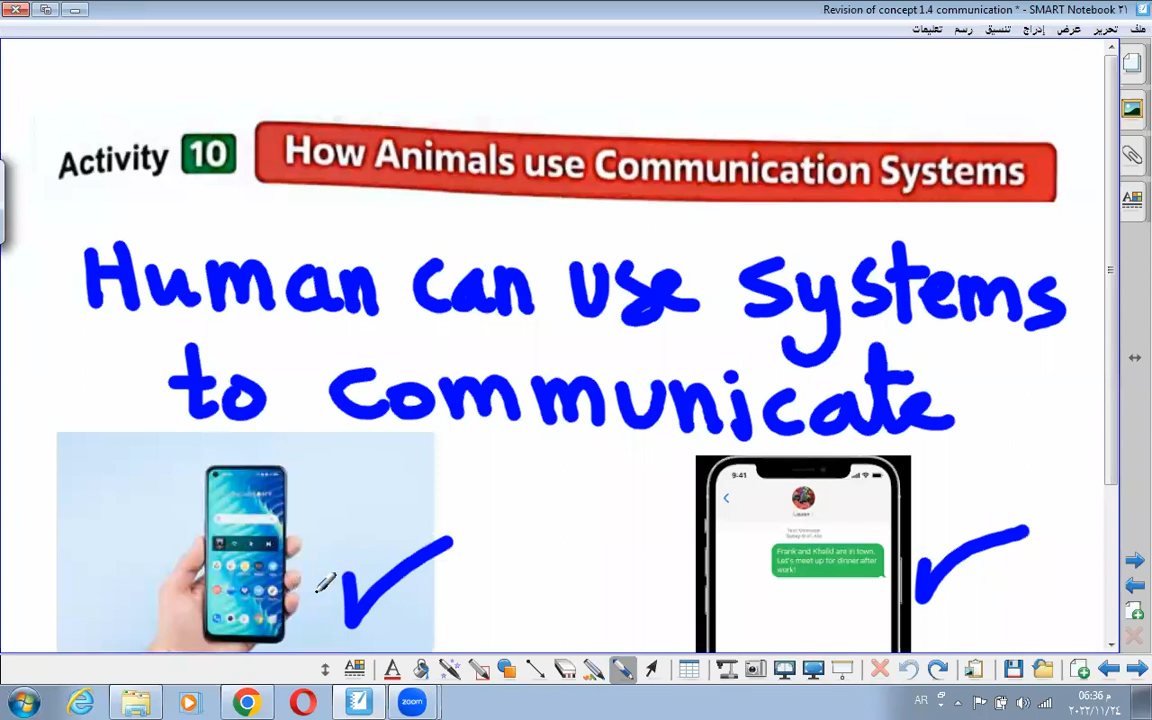 Revision of concept 1.4 communication * - SMART Notebook ٢١
ملف تحرير عرض إدراج تنسيق رسم تعليمات
Activity 10 How Animals use Communication Systems
Human can use systems
to communicate
9:41
Frank and Khalid are in town.
Let's meet up for dinner after
work!
zoom
AR
06:36 م
٢٠٢٣/١١/٢٤